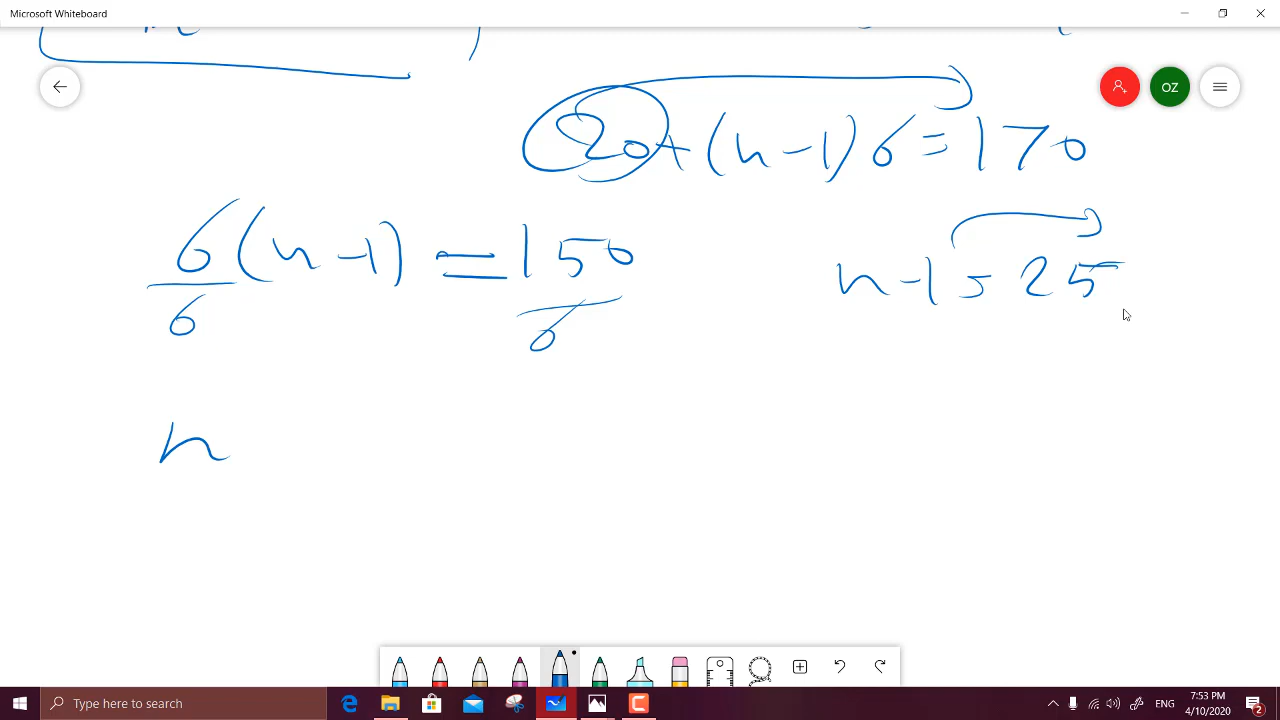 Microsoft Whiteboard
OZ
20+(n-1)6=170
6(n-1)=150
6
6
n-1=25
n
Type here to search
ENG
7:53 PM
4/10/2020
2